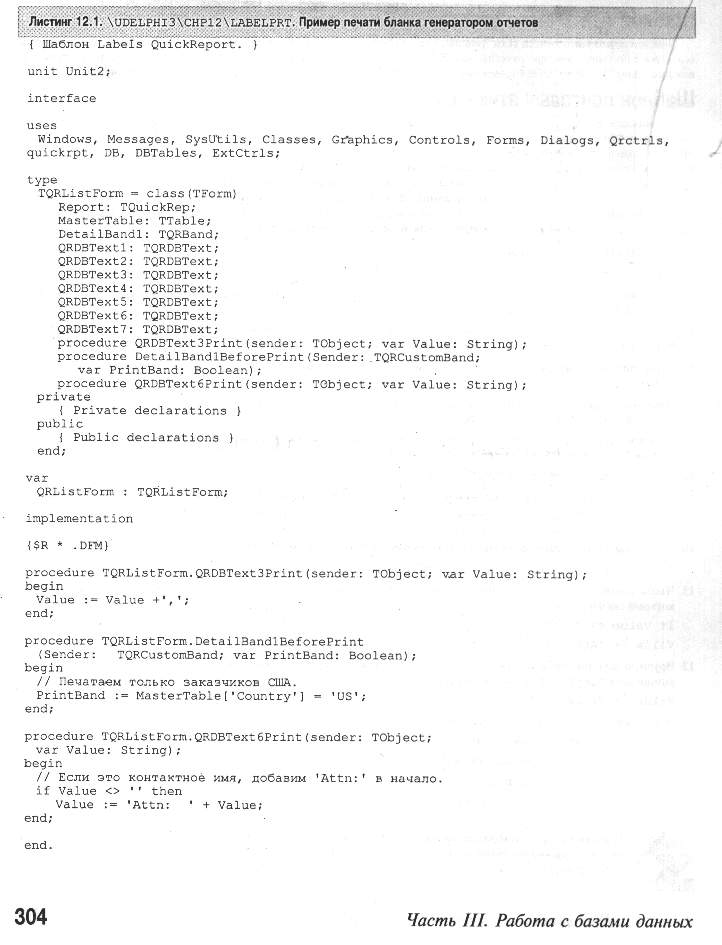 Листинг 12.1. \UDELPHI3\CHP12\LABELPRT. Пример печати бланка генератором отчетов
{ Шаблон Labels QuickReport. }
unit Unit2;
interface
uses
Windows, Messages, SysUtils, Classes, Graphics, Controls, Forms, Dialogs, Qrctrls,
quickrpt, DB, DBTables, ExtCtrls;
type
TQRListForm = class(TForm)
Report: TQuickRep;
MasterTable: TTable;
DetailBand1: TQRBand;
QRDBText1: TQRDBText;
QRDBText2: TQRDBText;
QRDBText3: TQRDBText;
QRDBText4: TQRDBText;
QRDBText5: TQRDBText;
QRDBText6: TQRDBText;
QRDBText7: TQRDBText;
procedure QRDBText3Print(sender: TObject; var Value: String);
procedure DetailBand1BeforePrint(Sender: TQRCustomBand;
var PrintBand: Boolean);
procedure QRDBText6Print(sender: TObject; var Value: String);
private
{ Private declarations }
public
{ Public declarations }
end;
var
QRListForm : TQRListForm;
implementation
{$R * .DFM}
procedure TQRListForm.QRDBText3Print(sender: TObject; var Value: String);
begin
Value := Value +',';
end;
procedure TQRListForm.DetailBand1BeforePrint
(Sender: TQRCustomBand; var PrintBand: Boolean);
begin
// Печатаем только заказчиков США.
PrintBand := MasterTable['Country'] = 'US';
end;
procedure TQRListForm.QRDBText6Print(sender: TObject;
var Value: String);
begin
// Если это контактное имя, добавим 'Attn:' в начало.
if Value <> '' then
Value := 'Attn: ' + Value;
end;
end.
304
Часть III. Работа с базами данных